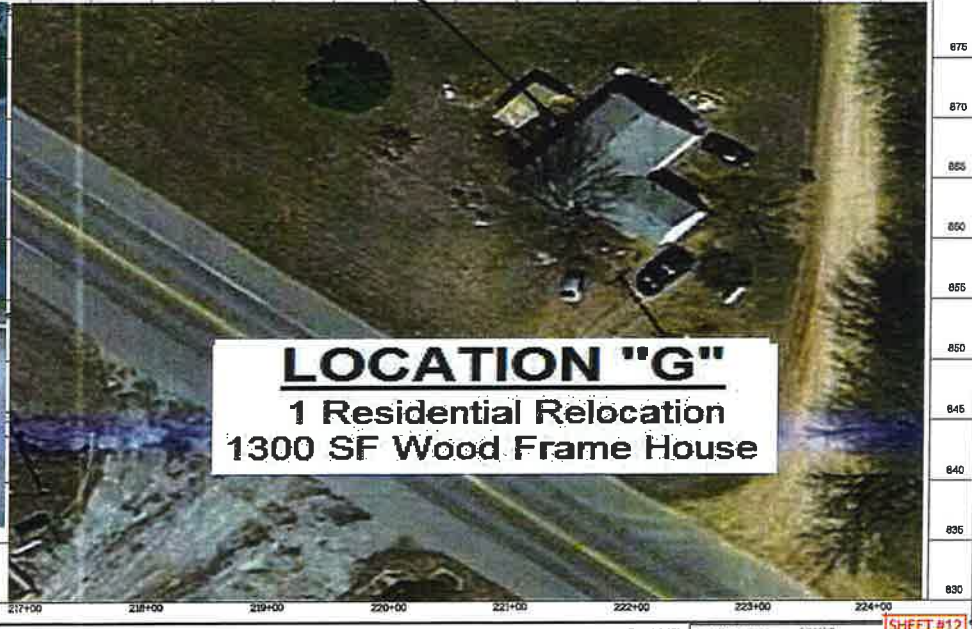 875
870
865
860
855
850
845
840
835
830
LOCATION "G"
1 Residential Relocation
1300 SF Wood Frame House
217+00 218+00 219+00 220+00 221+00 222+00 223+00 224+00
SHEET #12